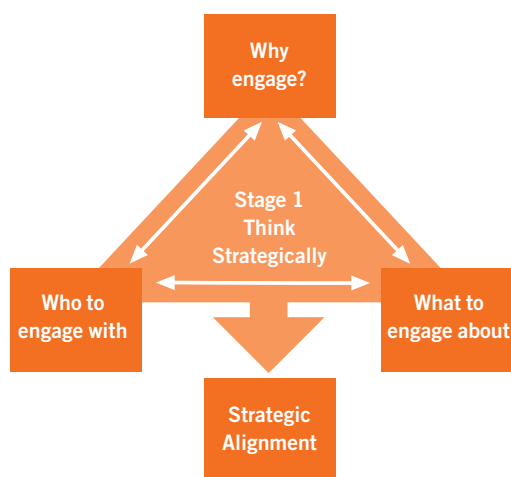 Why
engage?
Stage 1
Think
Strategically
Who to
engage with
What to
engage about
Strategic
Alignment